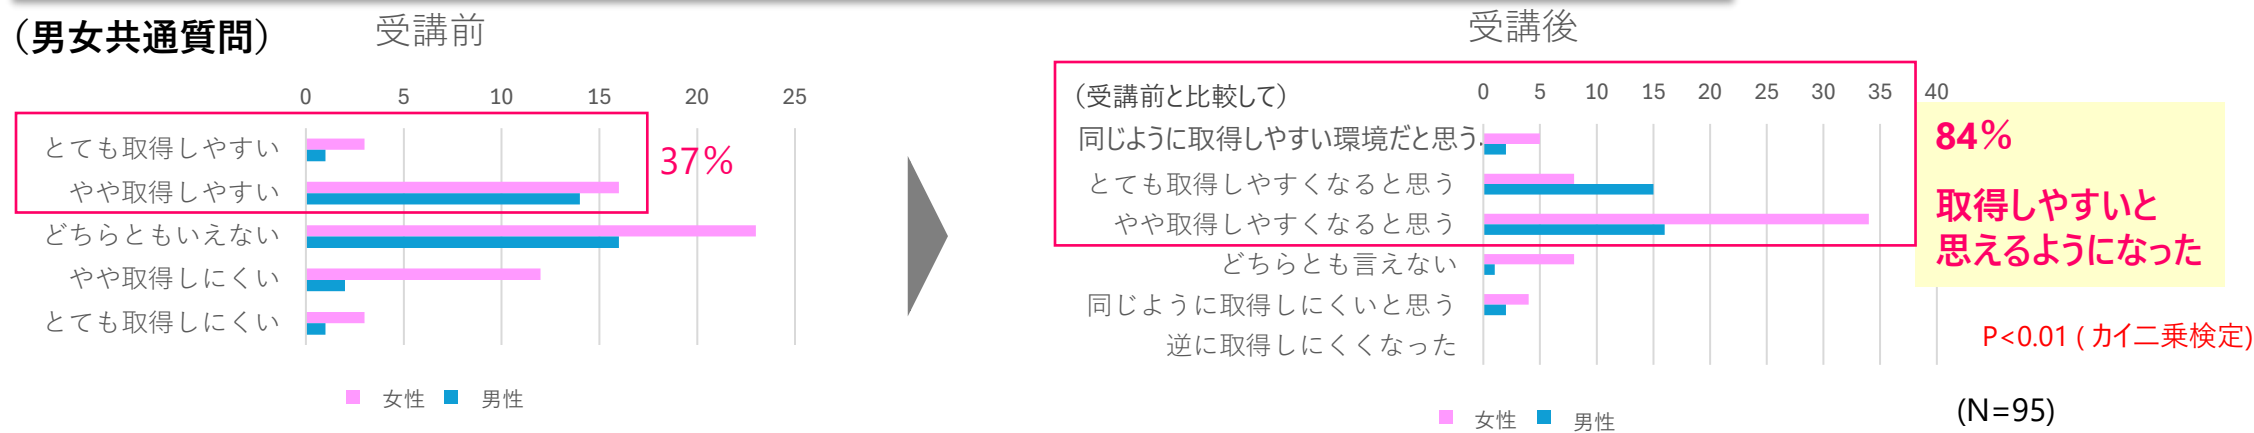 （男女共通質問）
受講前
0 5 10 15 20 25
とても取得しやすい
やや取得しやすい
どちらともいえない
やや取得しにくい
とても取得しにくい
37%
女性 男性
受講後
（受講前と比較して）
0 5 10 15 20 25 30 35 40
同じように取得しやすい環境だと思う.
とても取得しやすくなると思う
やや取得しやすくなると思う
どちらとも言えない
同じように取得しにくいと思う
逆に取得しにくくなった
女性 男性
84%
取得しやすいと
思えるようになった
P<0.01 ( カイ二乗検定)
(N=95)